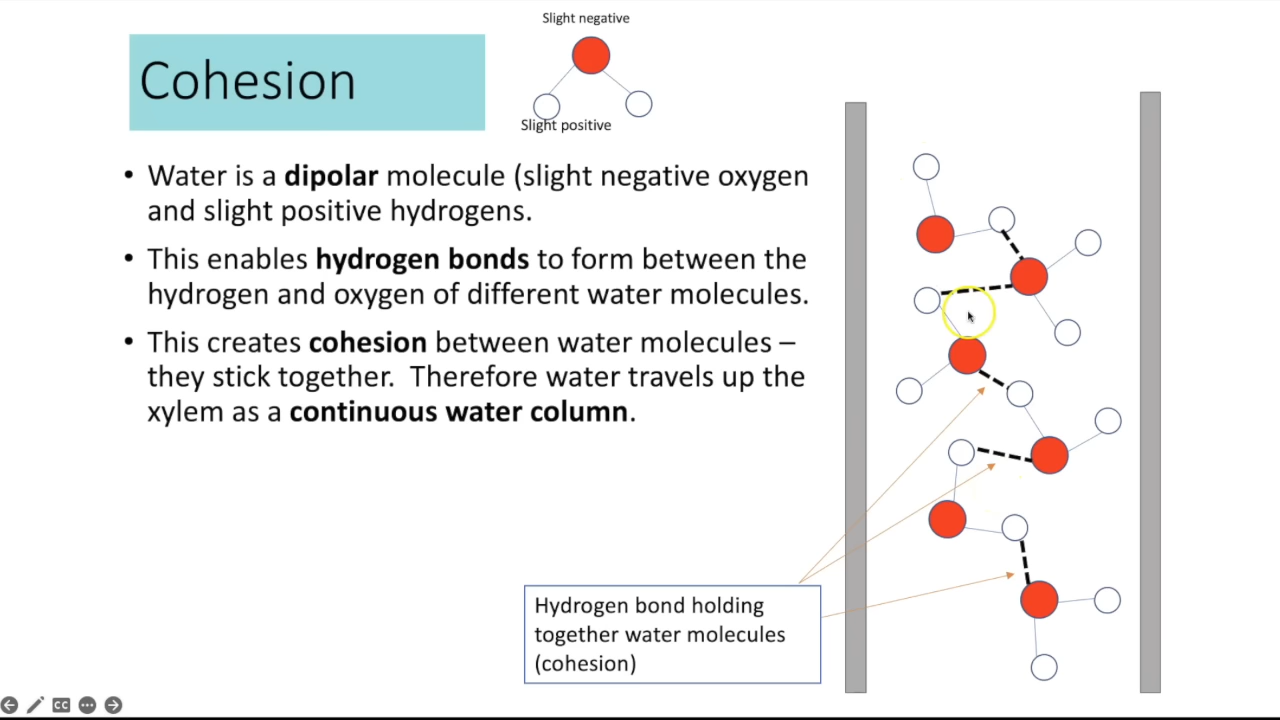 Slight negative
Cohesion
Slight positive
• Water is a dipolar molecule (slight negative oxygen
and slight positive hydrogens.
• This enables hydrogen bonds to form between the
hydrogen and oxygen of different water molecules.
• This creates cohesion between water molecules –
they stick together.  Therefore water travels up the
xylem as a continuous water column.
Hydrogen bond holding
together water molecules
(cohesion)
CC